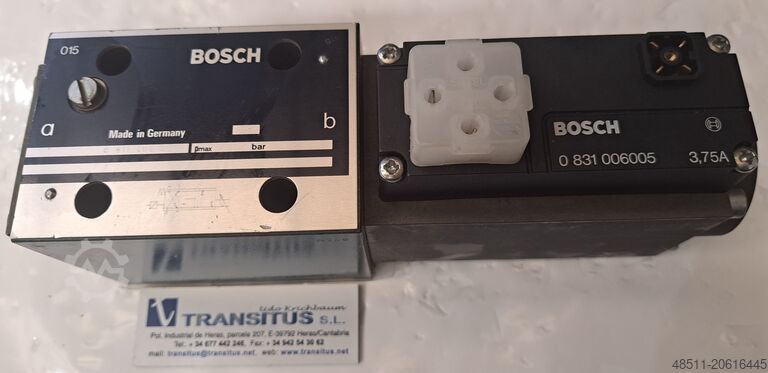 015
BOSCH
a
b
Made in Germany
pmax bar
BOSCH
0 831 006005 3,75A
Udo Krichbaum
TRANSITUS S.L.
Pol. Industrial de Heras, parcela 207, E-39792 Heras/Cantabria
Tel.: + 34 677 442 246, Fax: + 34 942 54 30 62
mail: transitus@transitus.net, web: www.transitus.net
48511-20616445